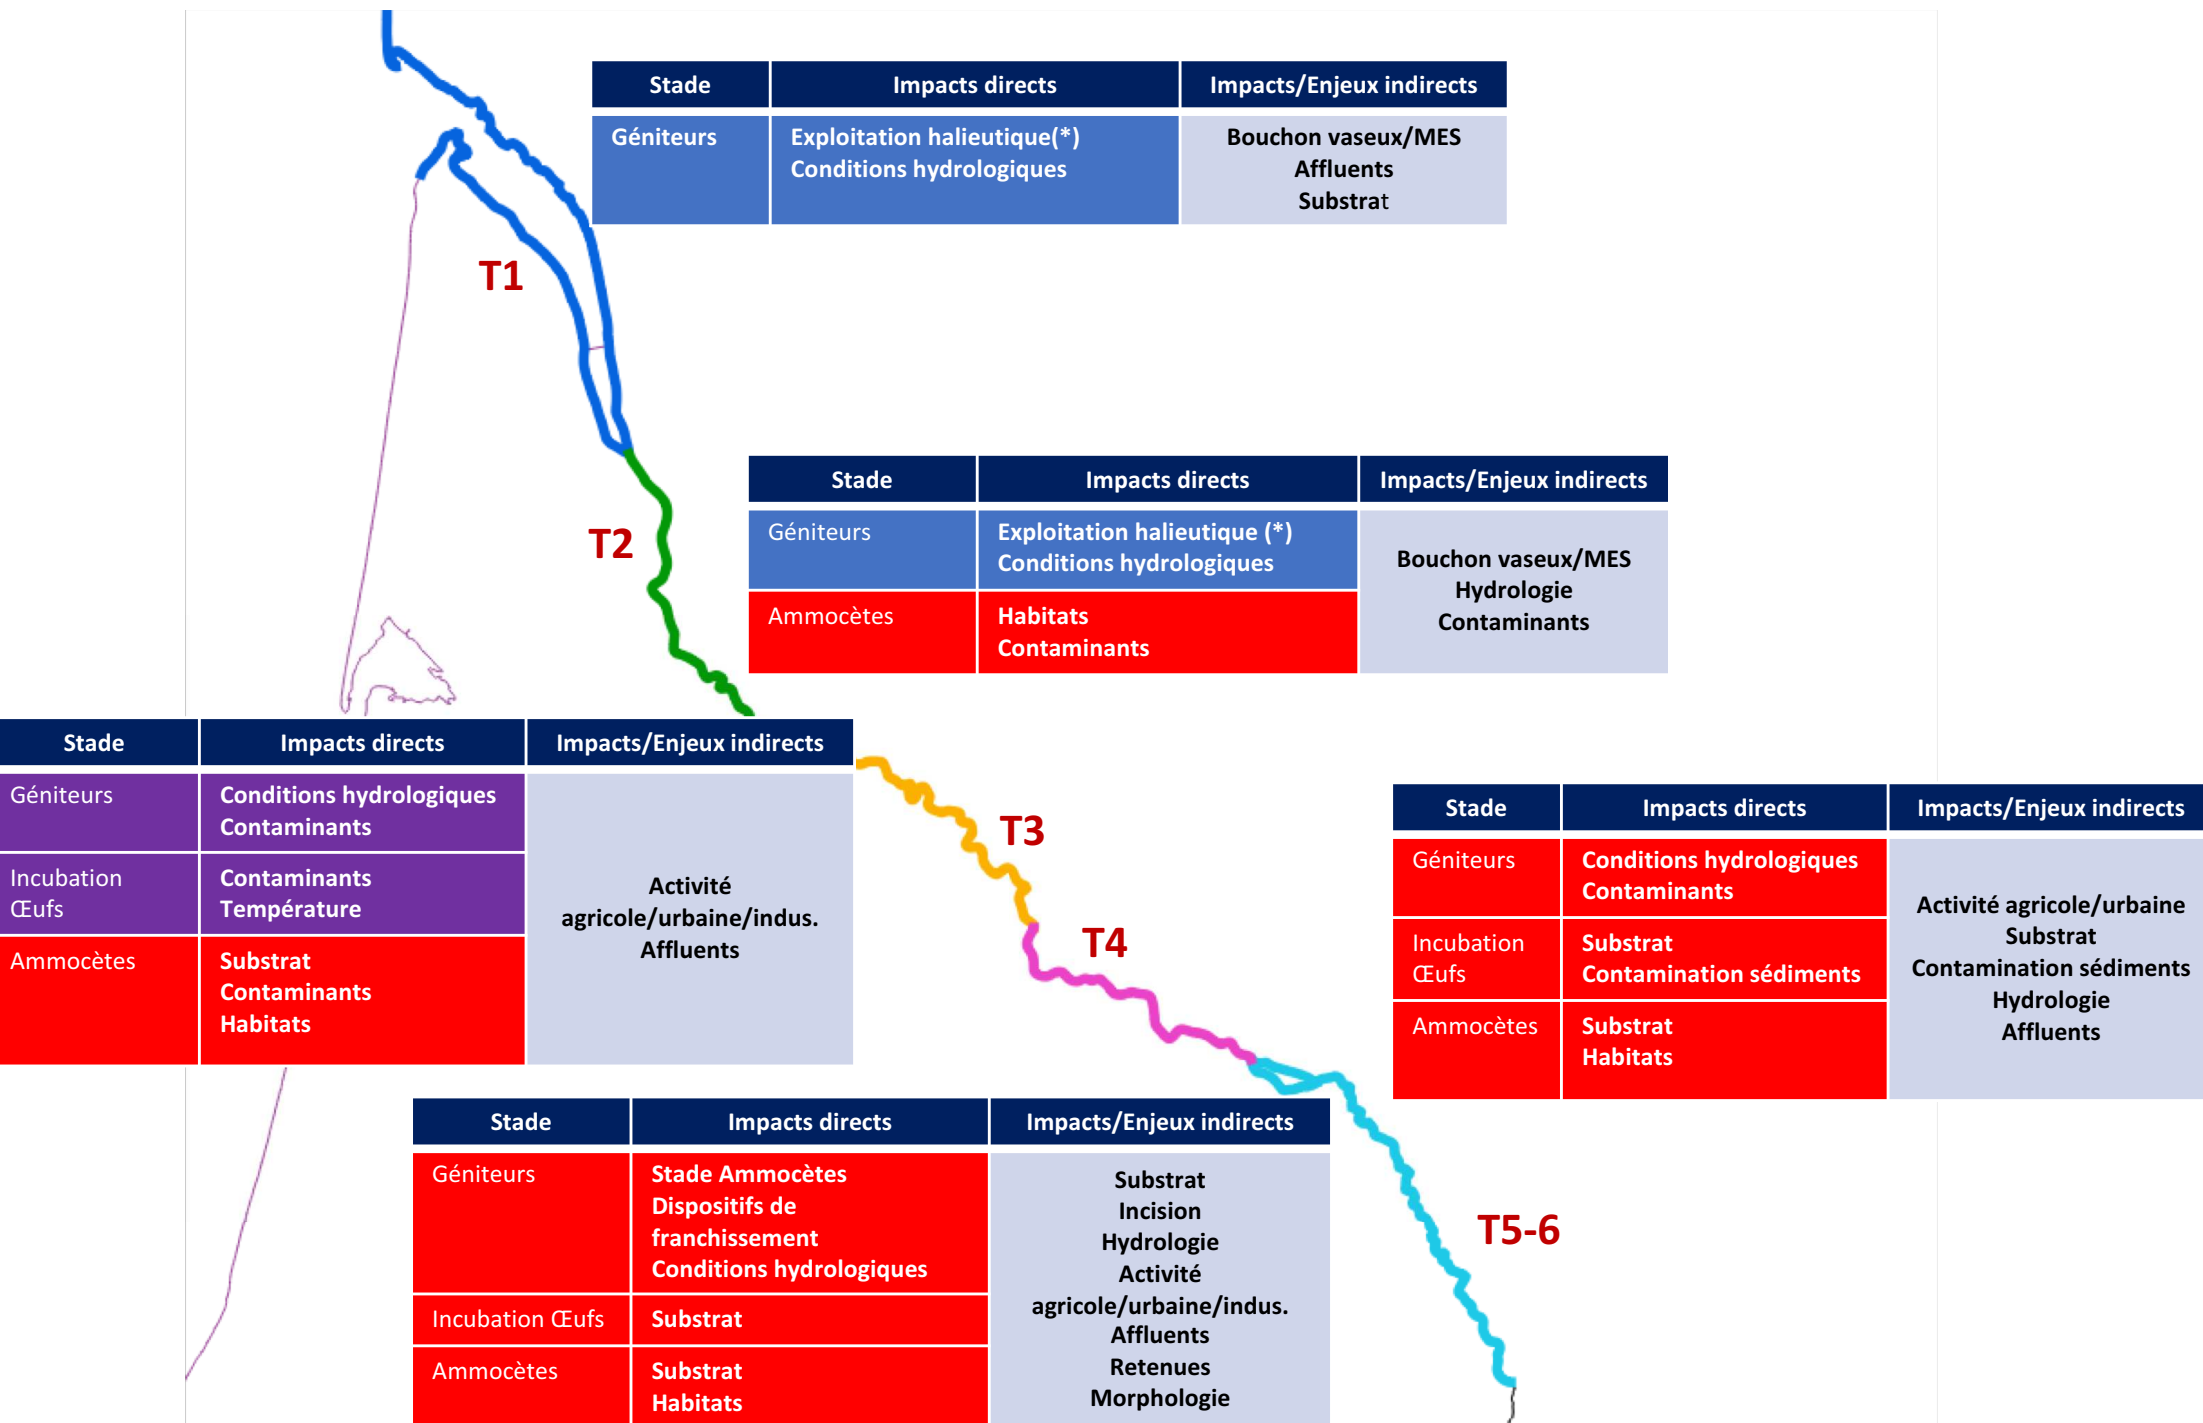 Stade Impacts directs Impacts/Enjeux indirects
Géniteurs Exploitation halieutique(*)
Conditions hydrologiques
Bouchon vaseux/MES
Affluents
Substrat
T1
Stade Impacts directs Impacts/Enjeux indirects
Géniteurs Exploitation halieutique (*)
Conditions hydrologiques
Ammocètes Habitats
Contaminants
Bouchon vaseux/MES
Hydrologie
Contaminants
T2
Stade Impacts directs Impacts/Enjeux indirects
Géniteurs Conditions hydrologiques
Contaminants
Incubation Contaminants
Œufs Température
Ammocètes Substrat
Contaminants
Habitats
Activité
agricole/urbaine/indus.
Affluents
T3
T4
Stade Impacts directs Impacts/Enjeux indirects
Géniteurs Conditions hydrologiques
Contaminants
Incubation Substrat
Œufs Contamination sédiments
Ammocètes Substrat
Habitats
Activité agricole/urbaine
Substrat
Contamination sédiments
Hydrologie
Affluents
Stade Impacts directs Impacts/Enjeux indirects
Géniteurs Stade Ammocètes
Dispositifs de
franchissement
Conditions hydrologiques
Incubation Œufs Substrat
Ammocètes Substrat
Habitats
Substrat
Incision
Hydrologie
Activité
agricole/urbaine/indus.
Affluents
Retenues
Morphologie
T5-6